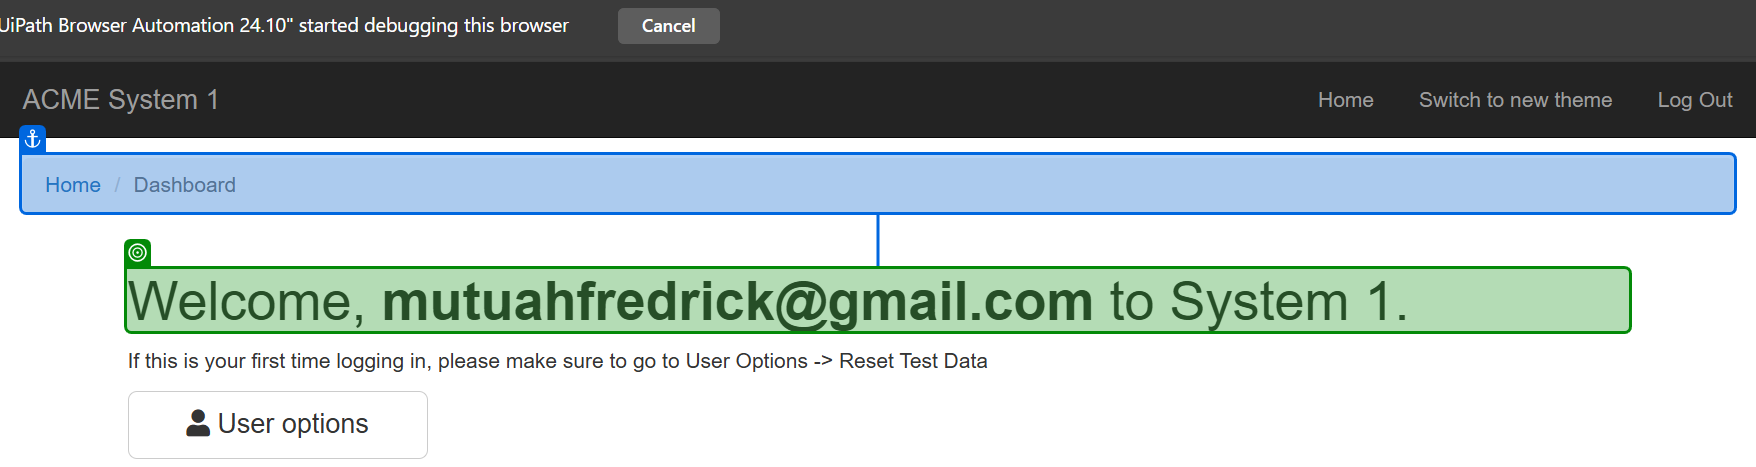 UiPath Browser Automation 24.10" started debugging this browser Cancel
ACME System 1 Home Switch to new theme Log Out
Home / Dashboard
Welcome, mutuahfredrick@gmail.com to System 1.
If this is your first time logging in, please make sure to go to User Options -> Reset Test Data
User options